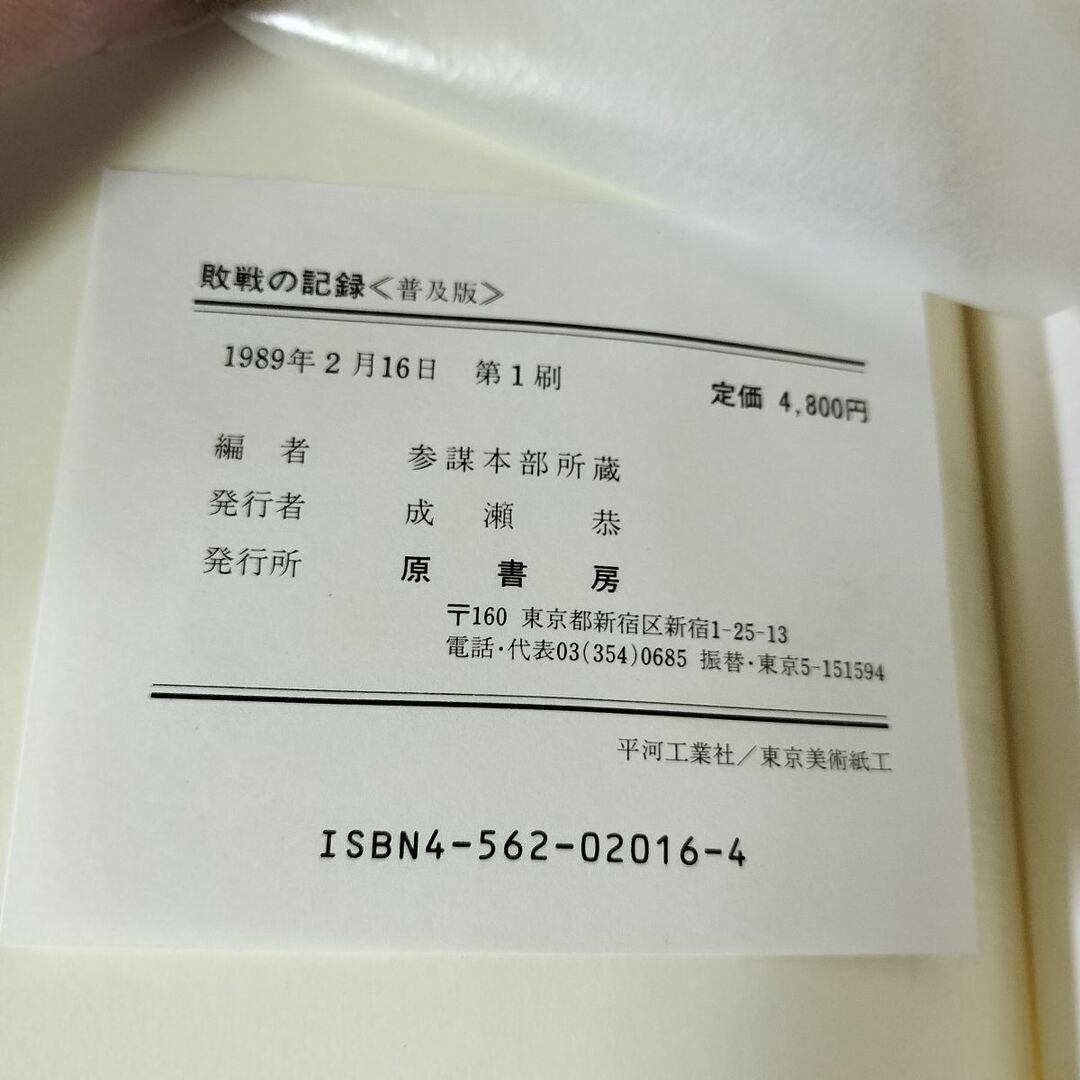 敗戦の記録＜普及版＞
1989年2月16日　第1刷
定価 4,800円
編者　参謀本部所蔵
発行者　成瀬恭
発行所　原書房
〒160 東京都新宿区新宿1-25-13
電話・代表03(354)0685 振替・東京5-151594
平河工業社／東京美術紙工
ISBN4-562-02016-4